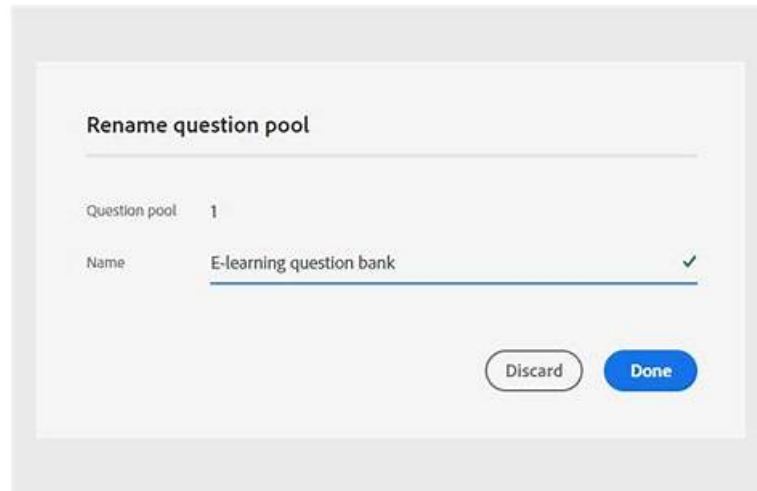 Rename question pool
Question pool 1
Name E-learning question bank
Discard Done